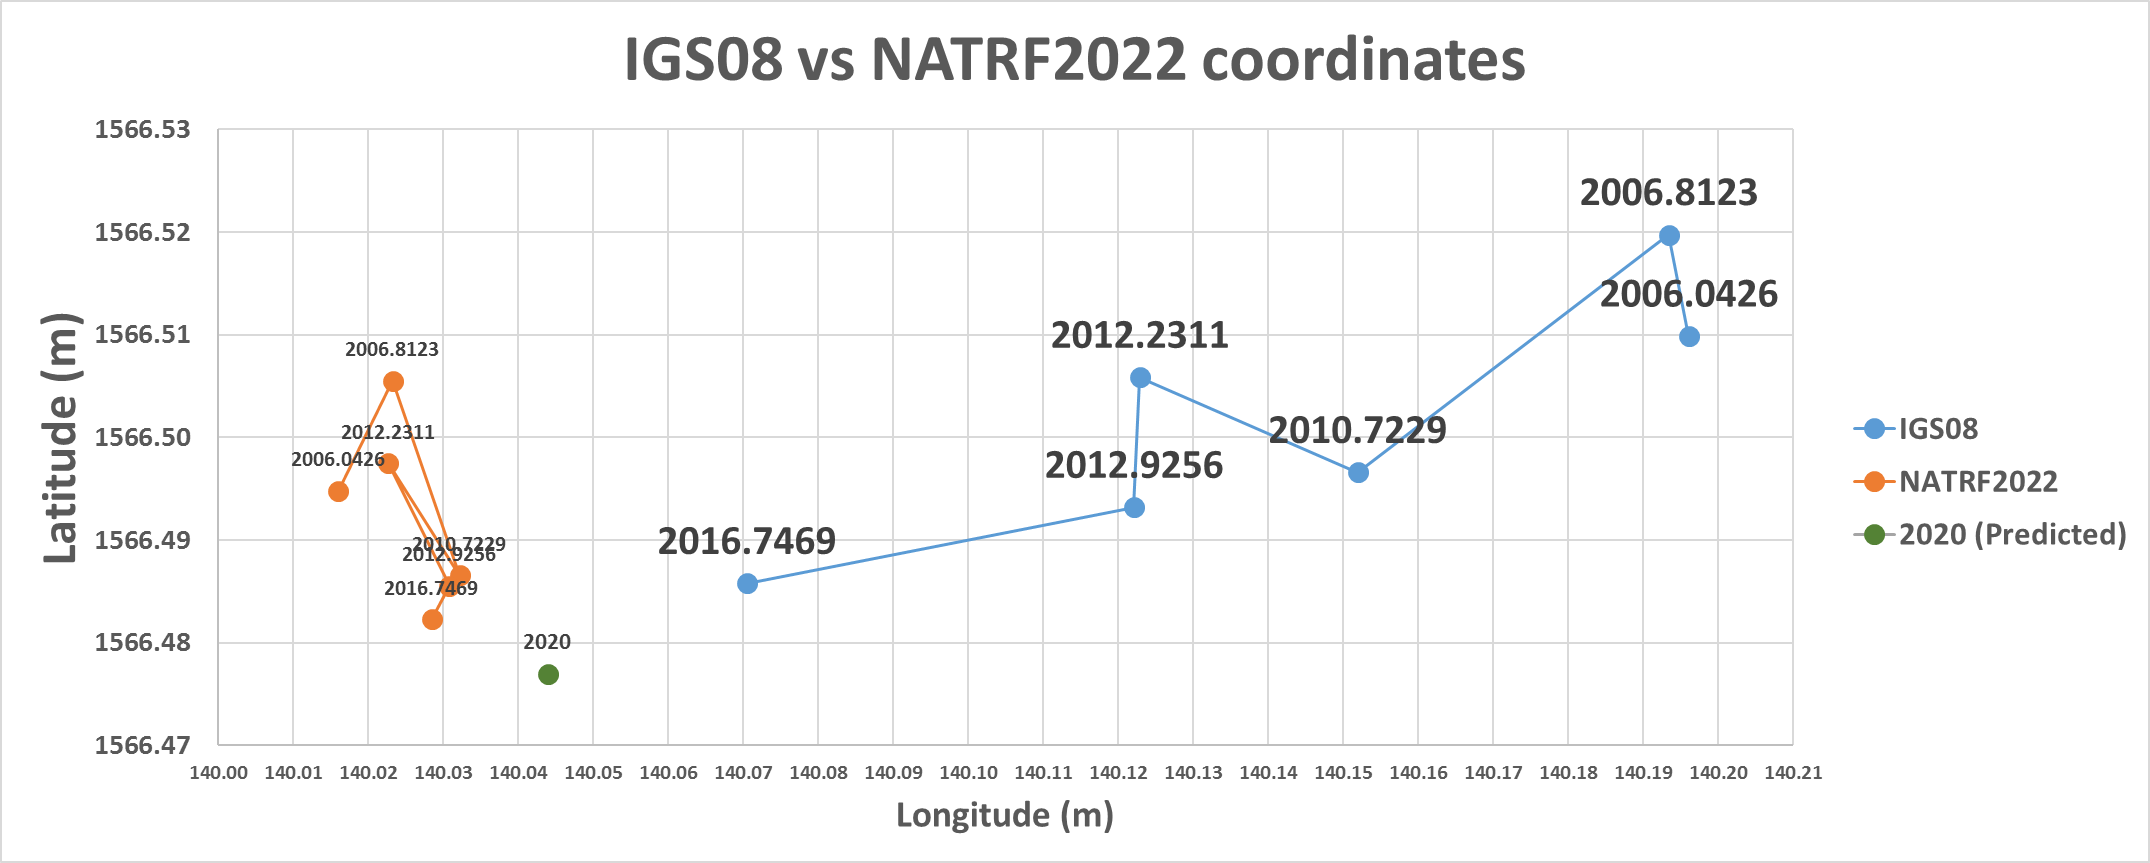 IGS08 vs NATRF2022 coordinates
1566.53
1566.52
1566.51
1566.50
1566.49
1566.48
1566.47
Latitude (m)
2006.8123
2006.0426
2012.2311
2006.8123
2012.2311
2010.7229
2006.0426
2012.9256
2016.7469
2010.7229
2012.9256
2016.7469
2020
IGS08
NATRF2022
2020 (Predicted)
140.00 140.01 140.02 140.03 140.04 140.05 140.06 140.07 140.08 140.09 140.10 140.11 140.12 140.13 140.14 140.15 140.16 140.17 140.18 140.19 140.20 140.21
Longitude (m)